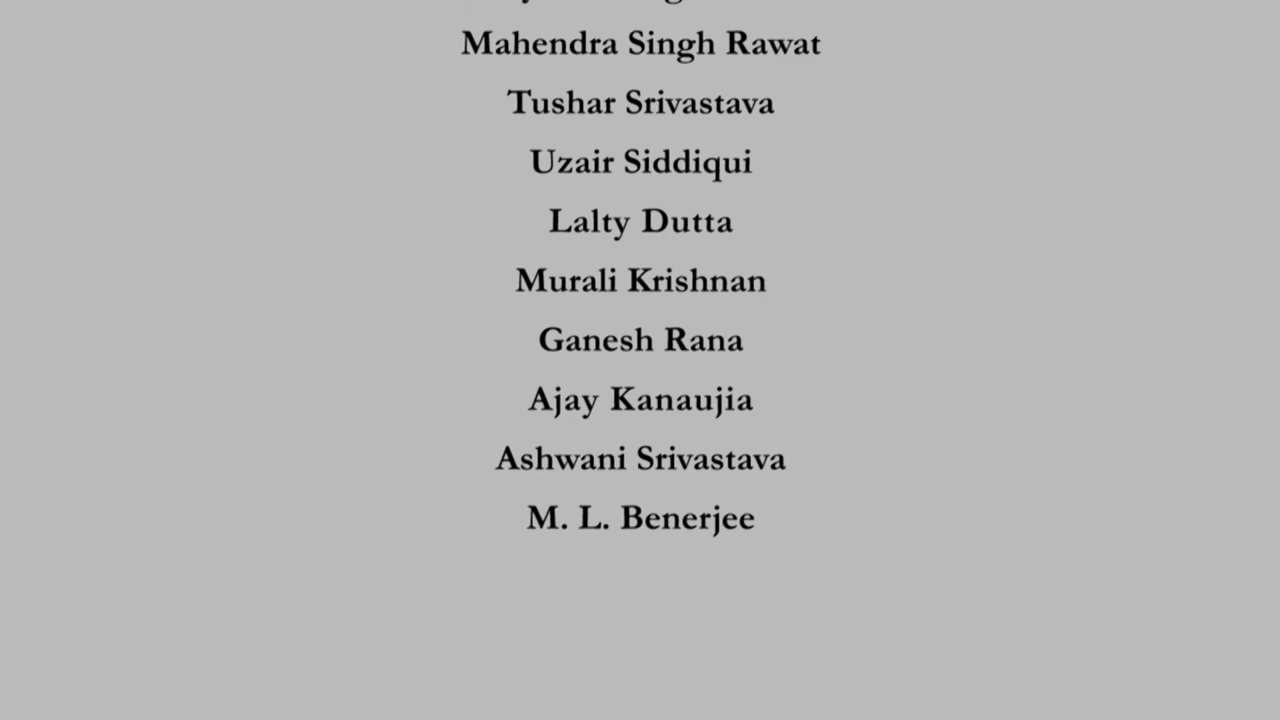 Mahendra Singh Rawat
Tushar Srivastava
Uzair Siddiqui
Lalty Dutta
Murali Krishnan
Ganesh Rana
Ajay Kanaujia
Ashwani Srivastava
M. L. Benerjee